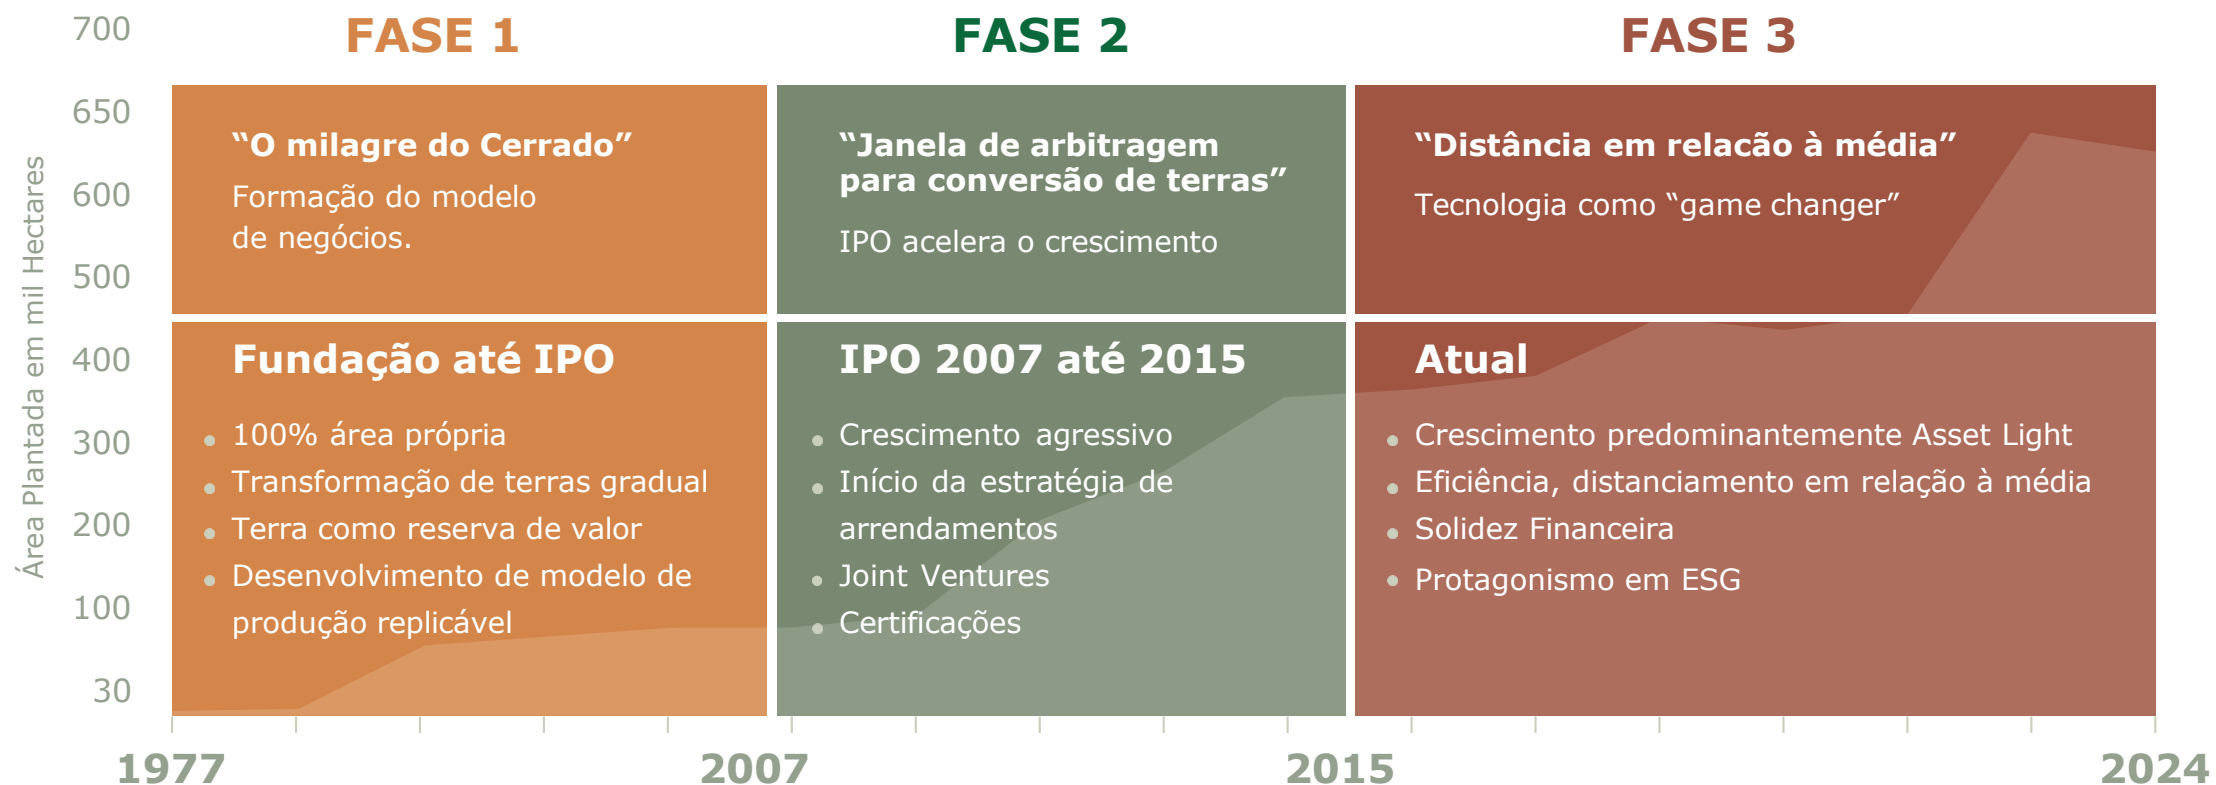 Área Plantada em mil Hectares
700
650
600
500
400
300
200
100
30
FASE 1
“O milagre do Cerrado”
Formação do modelo
de negócios.
Fundação até IPO
100% área própria
Transformação de terras gradual
Terra como reserva de valor
Desenvolvimento de modelo de
produção replicável
FASE 2
“Janela de arbitragem
para conversão de terras”
IPO acelera o crescimento
IPO 2007 até 2015
Crescimento agressivo
Início da estratégia de
arrendamentos
Joint Ventures
Certificações
FASE 3
“Distância em relacão à média”
Tecnologia como “game changer”
Atual
Crescimento predominantemente Asset Light
Eficiência, distanciamento em relação à média
Solidez Financeira
Protagonismo em ESG
1977
2007
2015
2024